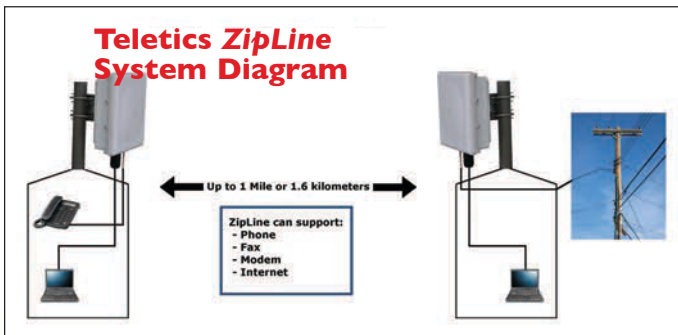 Teletics ZipLine
System Diagram
Up to 1 Mile or 1.6 kilometers
ZipLine can support:
- Phone
- Fax
- Modem
- Internet